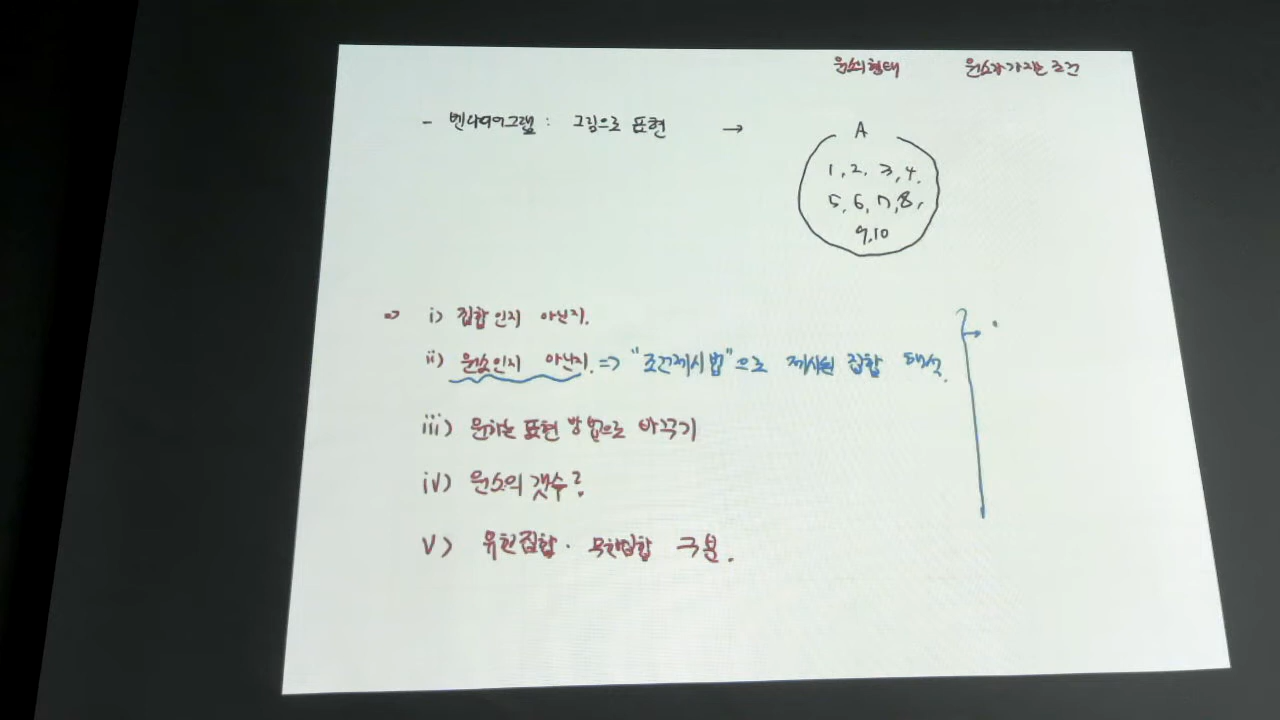 원소의 형태 원소가 가지는 조건
- 벤다이어그램 : 그림으로 표현 →
A
1, 2, 3, 4,
5, 6, 7, 8,
9, 10
⇒ i) 집합인지 아닌지.
ii) 원소인지 아닌지. => "조건제시법"으로 제시된 집합 해석.
iii) 원하는 표현 방법으로 바꾸기
iv) 원소의 갯수?
v) 유한집합 · 무한집합 구분.